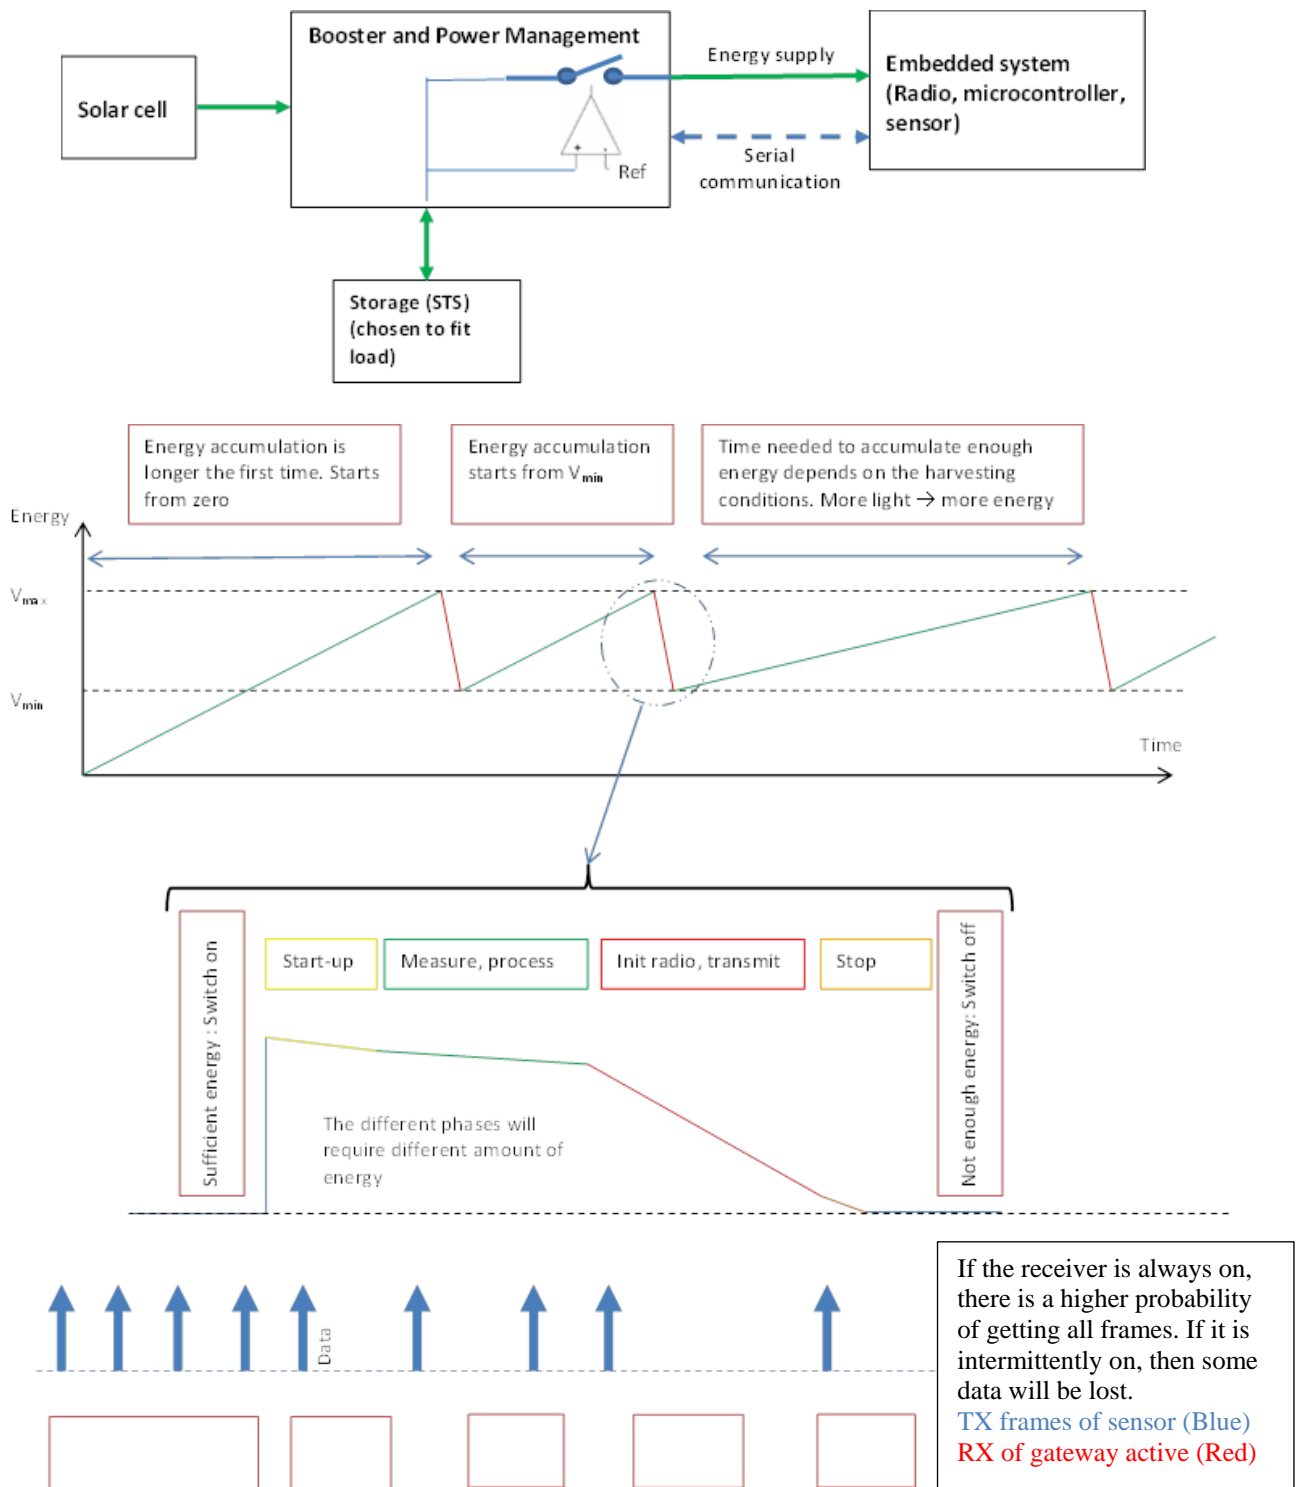 Booster and Power Management
Solar cell
+
-
Ref
Energy supply
Serial
communication
Embedded system
(Radio, microcontroller,
sensor)
Storage (STS)
(chosen to fit
load)
Energy accumulation is
longer the first time. Starts
from zero
Energy accumulation
starts from Vmin
Time needed to accumulate enough
energy depends on the harvesting
conditions. More light → more energy
Energy
Vmax
Vmin
Time
Sufficient energy : Switch on
Start-up
Measure, process
Init radio, transmit
Stop
Not enough energy: Switch off
The different phases will
require different amount of
energy
Data
If the receiver is always on,
there is a higher probability
of getting all frames. If it is
intermittently on, then some
data will be lost.
TX frames of sensor (Blue)
RX of gateway active (Red)